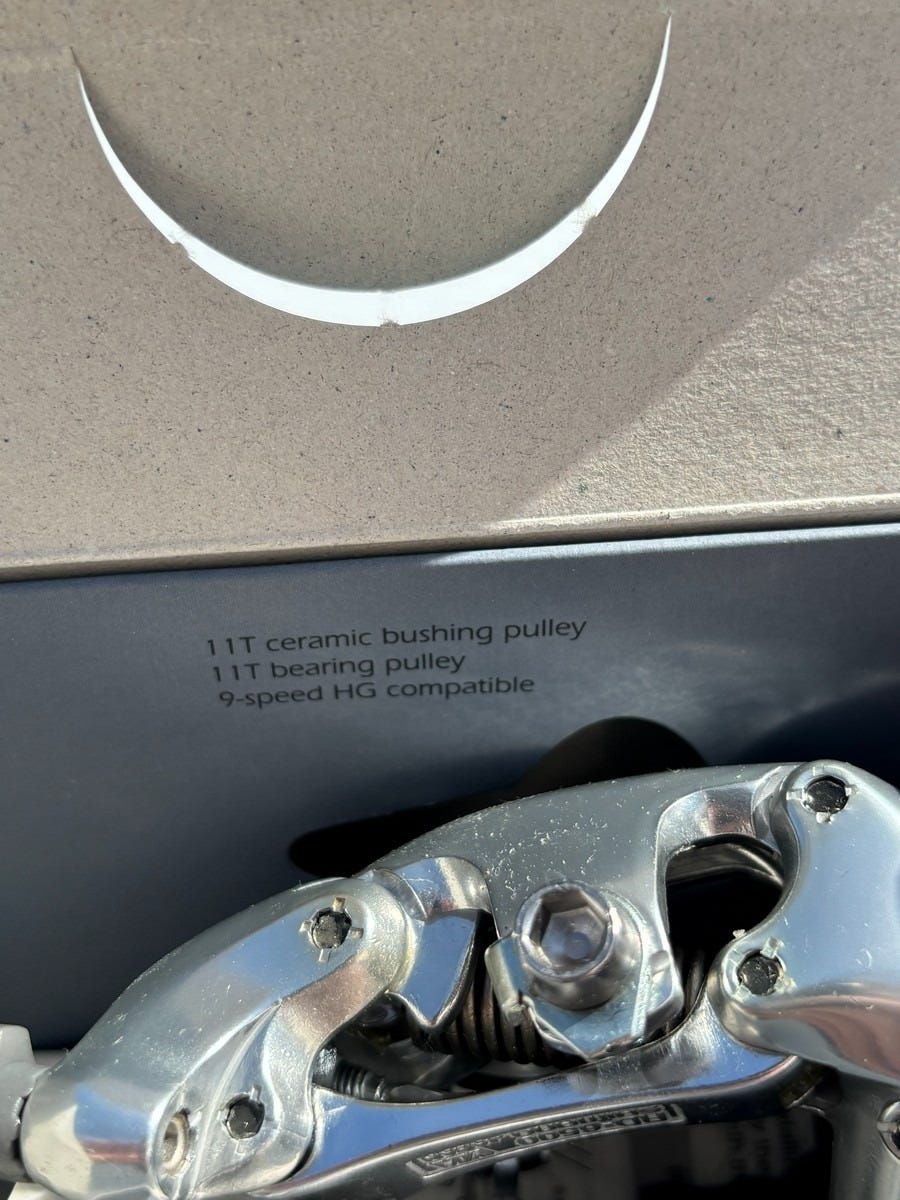 11T ceramic bushing pulley
11T bearing pulley
9-speed HG compatible